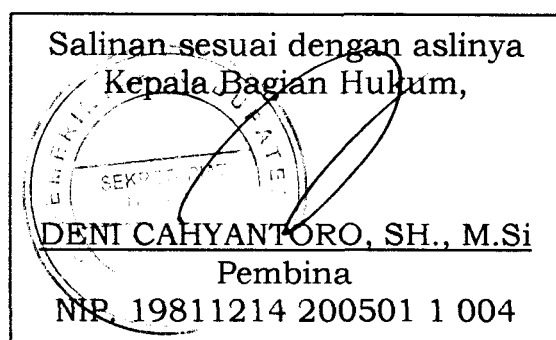 Salinan sesuai dengan aslinya
Kepala Bagian Hukum,
DENI CAHYANTORO, SH., M.Si
Pembina
NIP. 19811214 200501 1 004